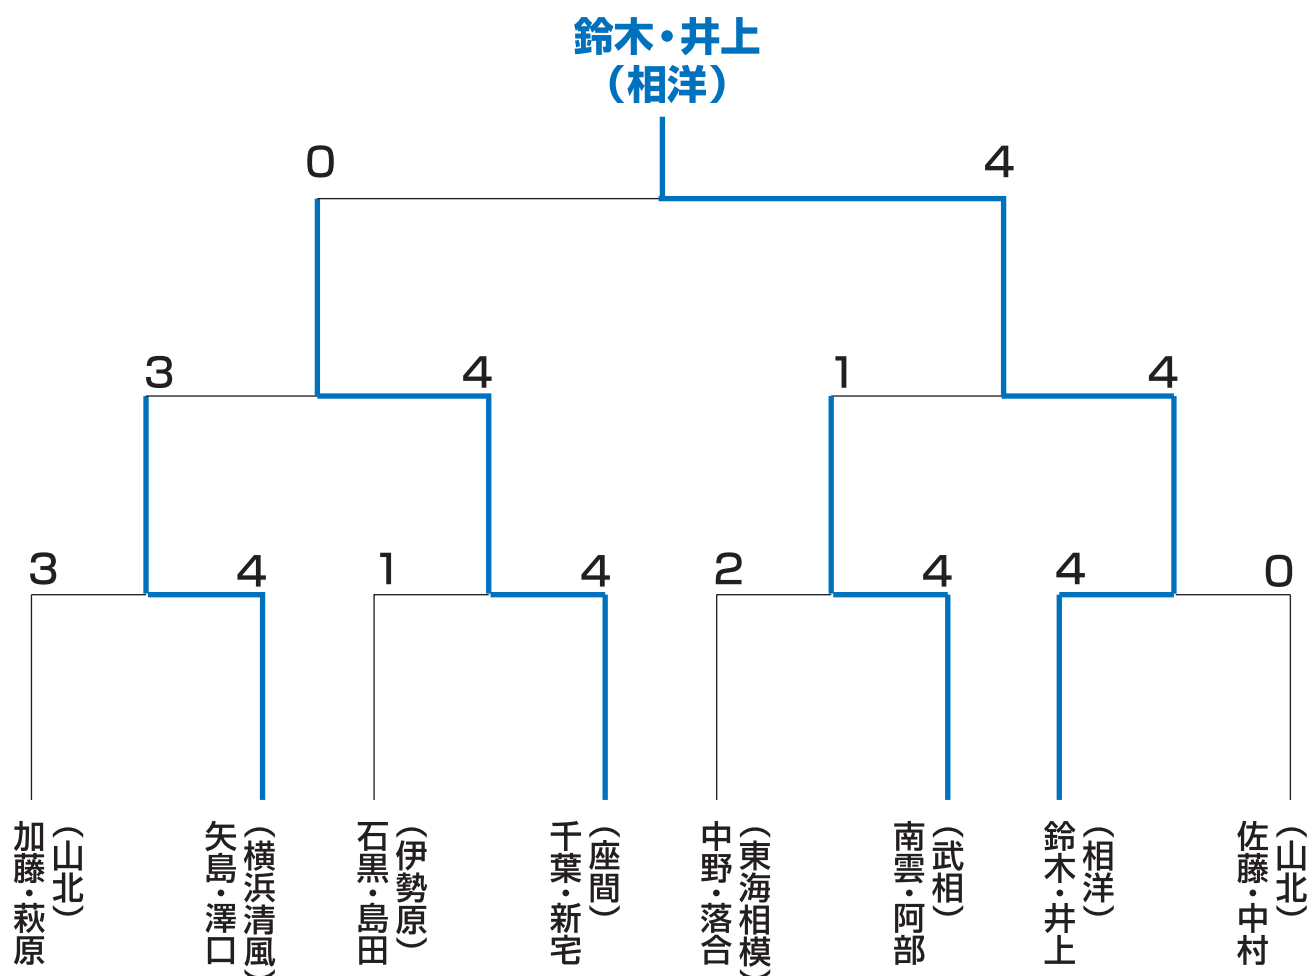 鈴木・井上
（相洋）
0
4
3
4
1
4
3
4
1
4
2
4
4
0
加藤・萩原
（山北）
矢島・澤口
（横浜清風）
石黒・島田
（伊勢原）
千葉・新宅
（座間）
中野・落合
（東海相模）
南雲・阿部
（武相）
鈴木・井上
（相洋）
佐藤・中村
（山北）